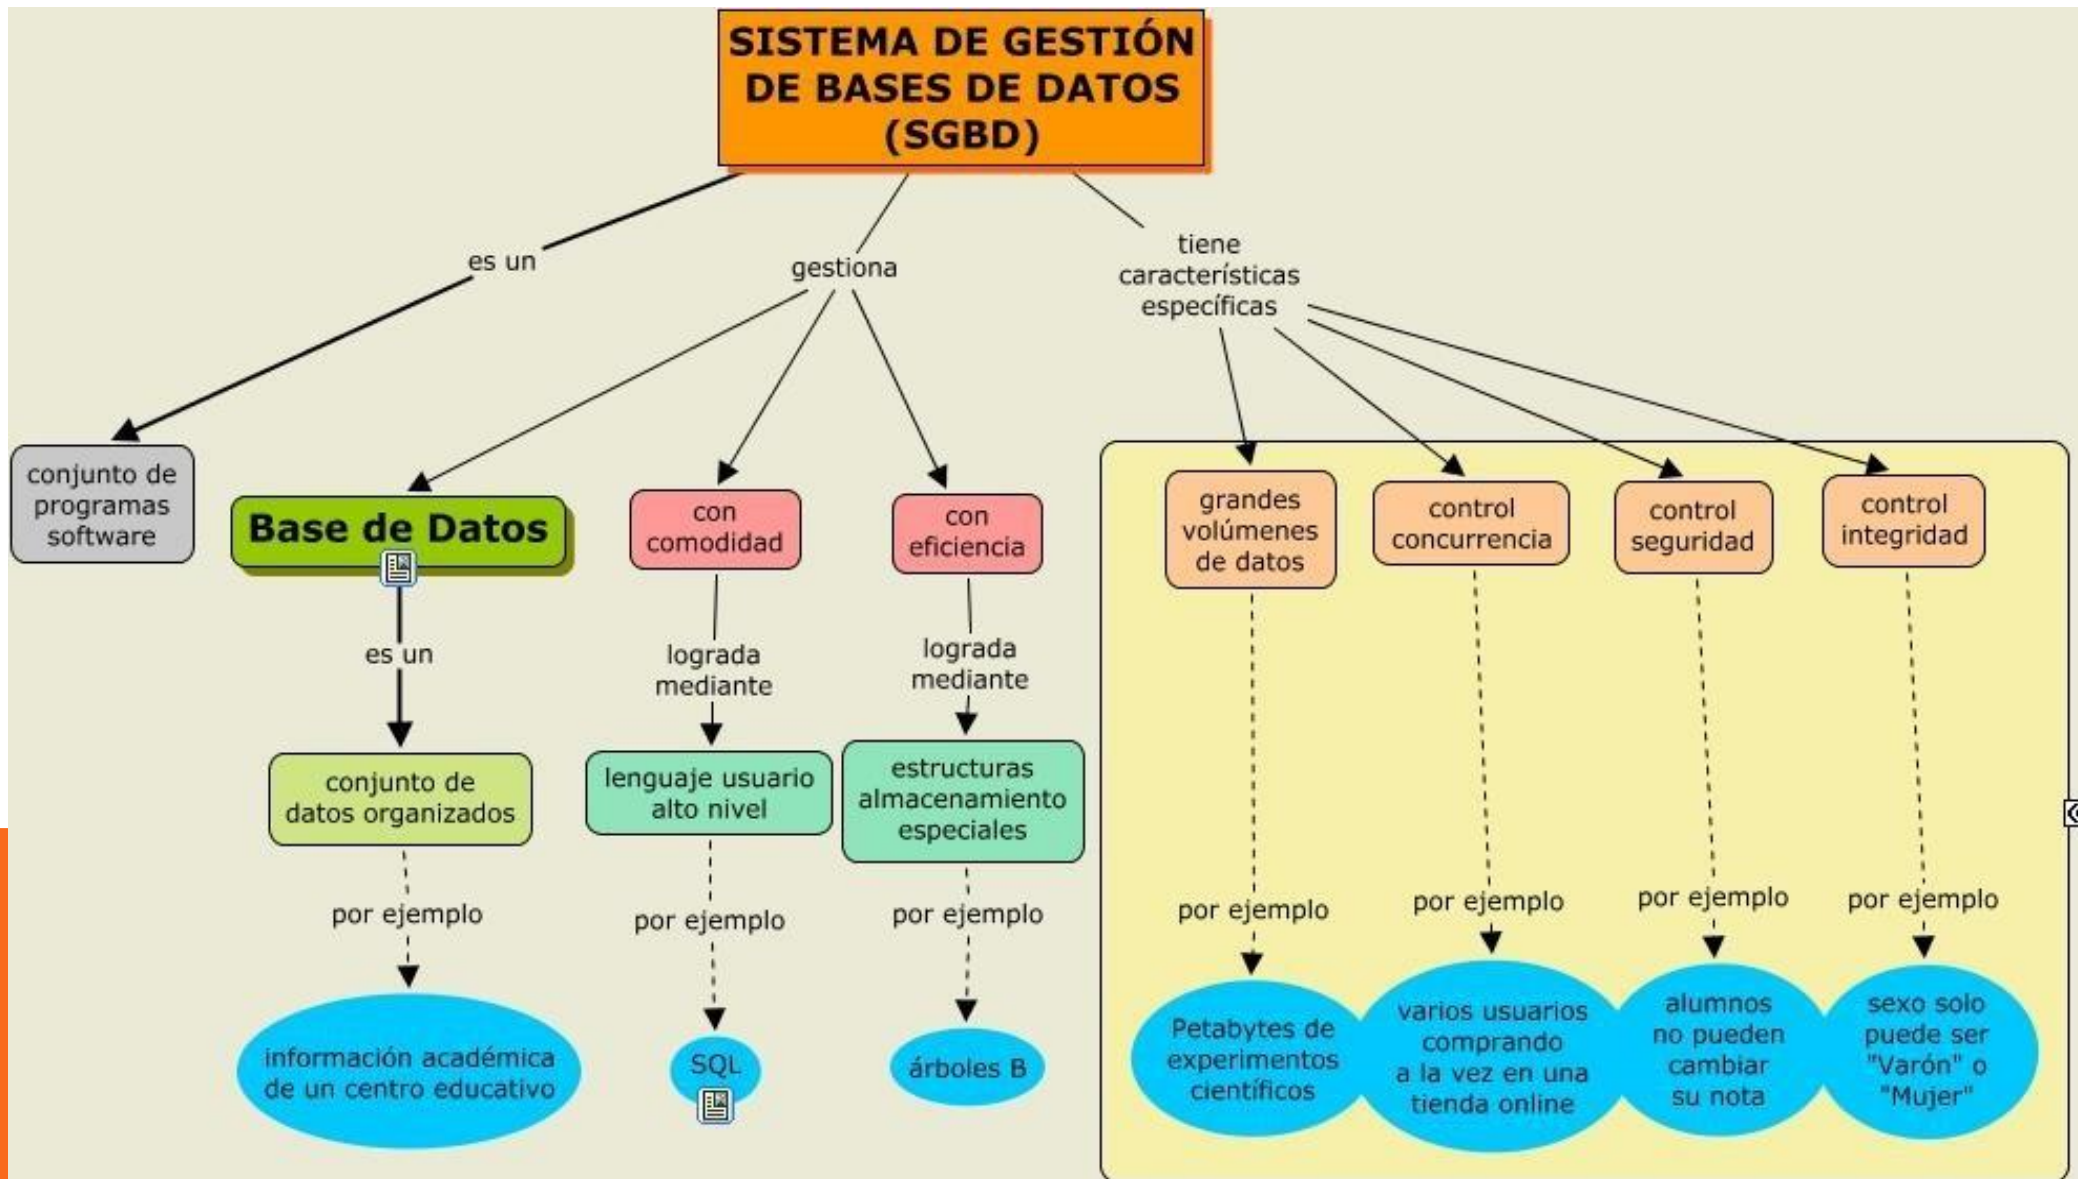 SISTEMA DE GESTIÓN
DE BASES DE DATOS
(SGBD)
es un
gestiona
tiene
características
específicas
conjunto de
programas
software
Base de Datos
con
comodidad
con
eficiencia
grandes
volúmenes
de datos
control
concurrencia
control
seguridad
control
integridad
es un
lograda
mediante
lograda
mediante
conjunto de
datos organizados
lenguaje usuario
alto nivel
estructuras
almacenamiento
especiales
por ejemplo
por ejemplo
por ejemplo
por ejemplo
por ejemplo
por ejemplo
por ejemplo
información académica
de un centro educativo
SQL
árboles B
Petabytes de
experimentos
científicos
varios usuarios
comprando
a la vez en una
tienda online
alumnos
no pueden
cambiar
su nota
sexo solo
puede ser
"Varón" o
"Mujer"